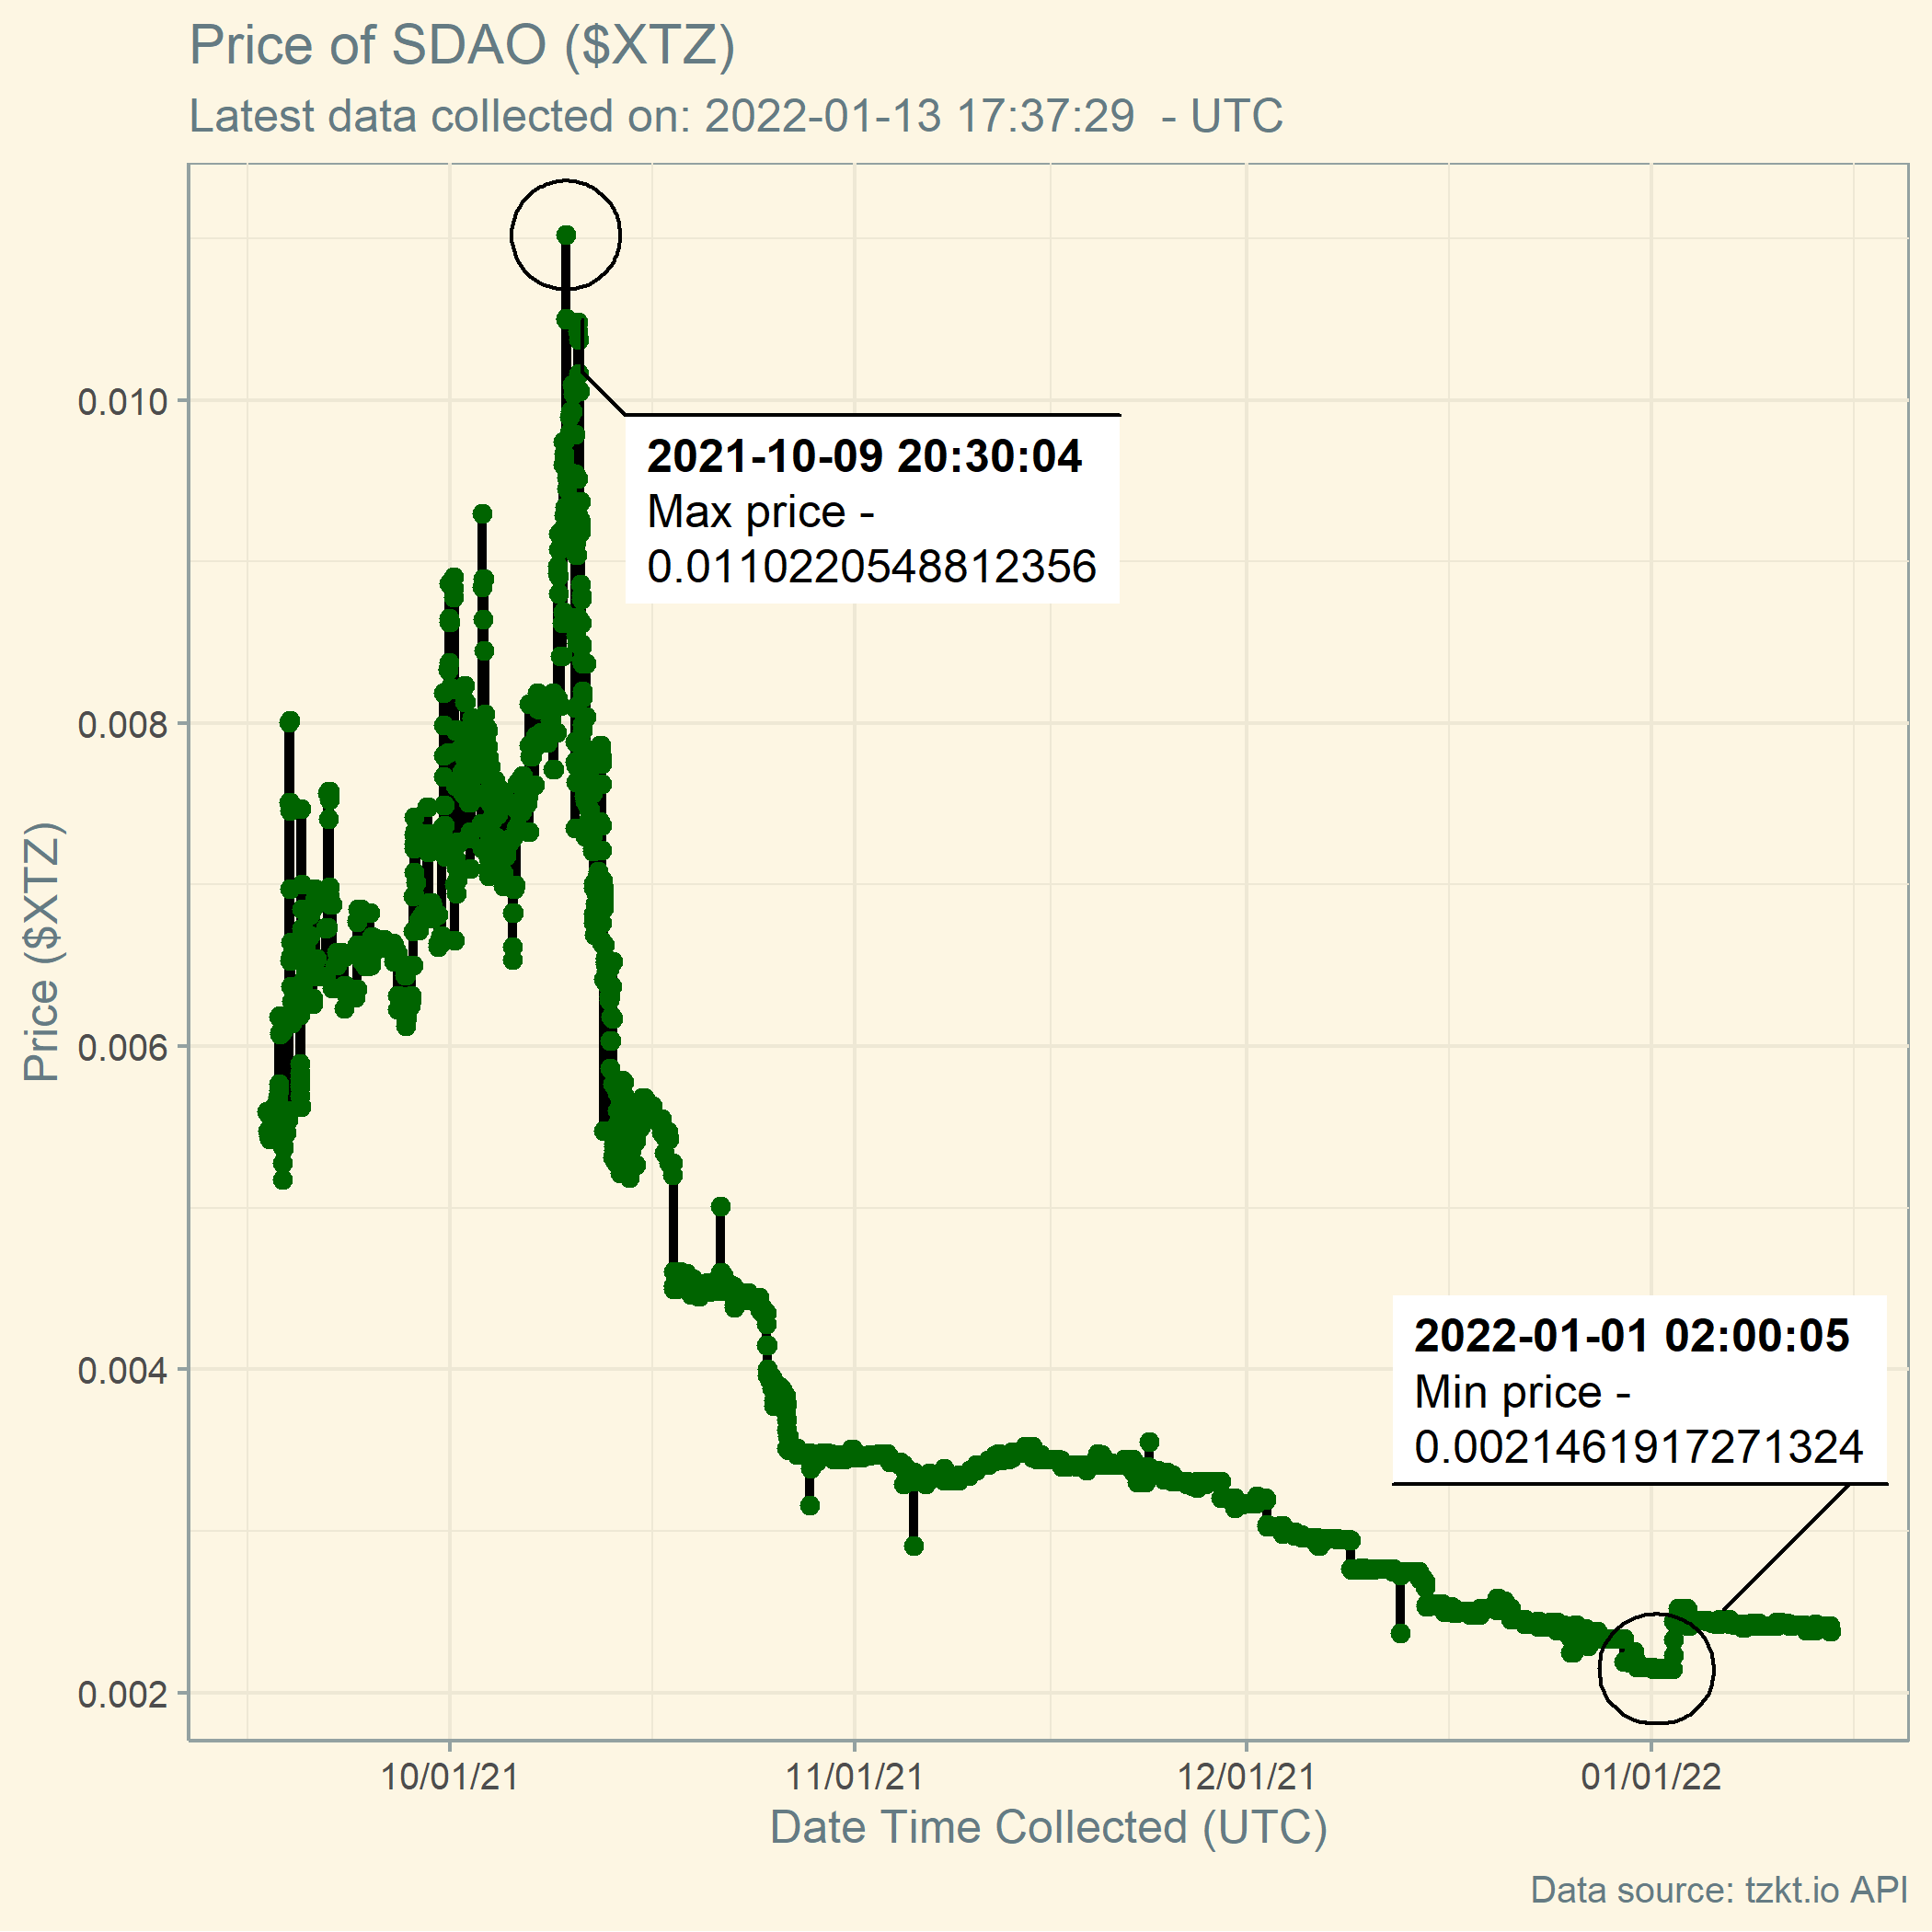 Price of SDAO ($XTZ)
Latest data collected on: 2022-01-13 17:37:29  - UTC
2021-10-09 20:30:04
Max price -
0.0110220548812356
2022-01-01 02:00:05
Min price -
0.00214619172713​24
Price ($XTZ)
0.010
0.008
0.006
0.004
0.002
10/01/21
11/01/21
12/01/21
01/01/22
Date Time Collected (UTC)
Data source: tzkt.io API